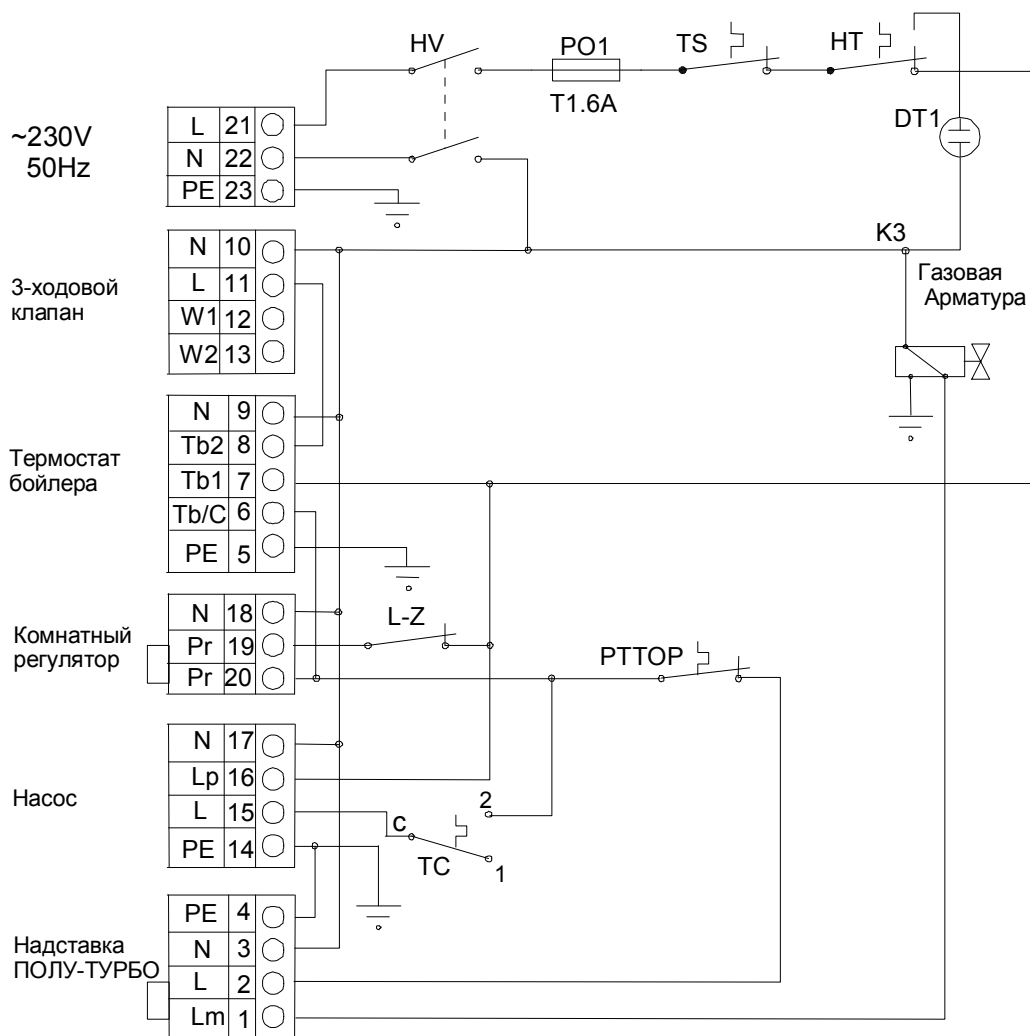 HV
PO1
T1.6A
TS
HT
DT1
~230V
50Hz
L 21
N 22
PE 23
K3
Газовая
Арматура
3-ходовой
клапан
N 10
L 11
W1 12
W2 13
Термостат
бойлера
N 9
Tb2 8
Tb1 7
Tb/C 6
PE 5
Комнатный
регулятор
N 18
Pr 19
Pr 20
L-Z
PTTOP
Насос
N 17
Lp 16
L 15
PE 14
2
c
TC
1
Надставка
ПОЛУ-ТУРБО
PE 4
N 3
L 2
Lm 1